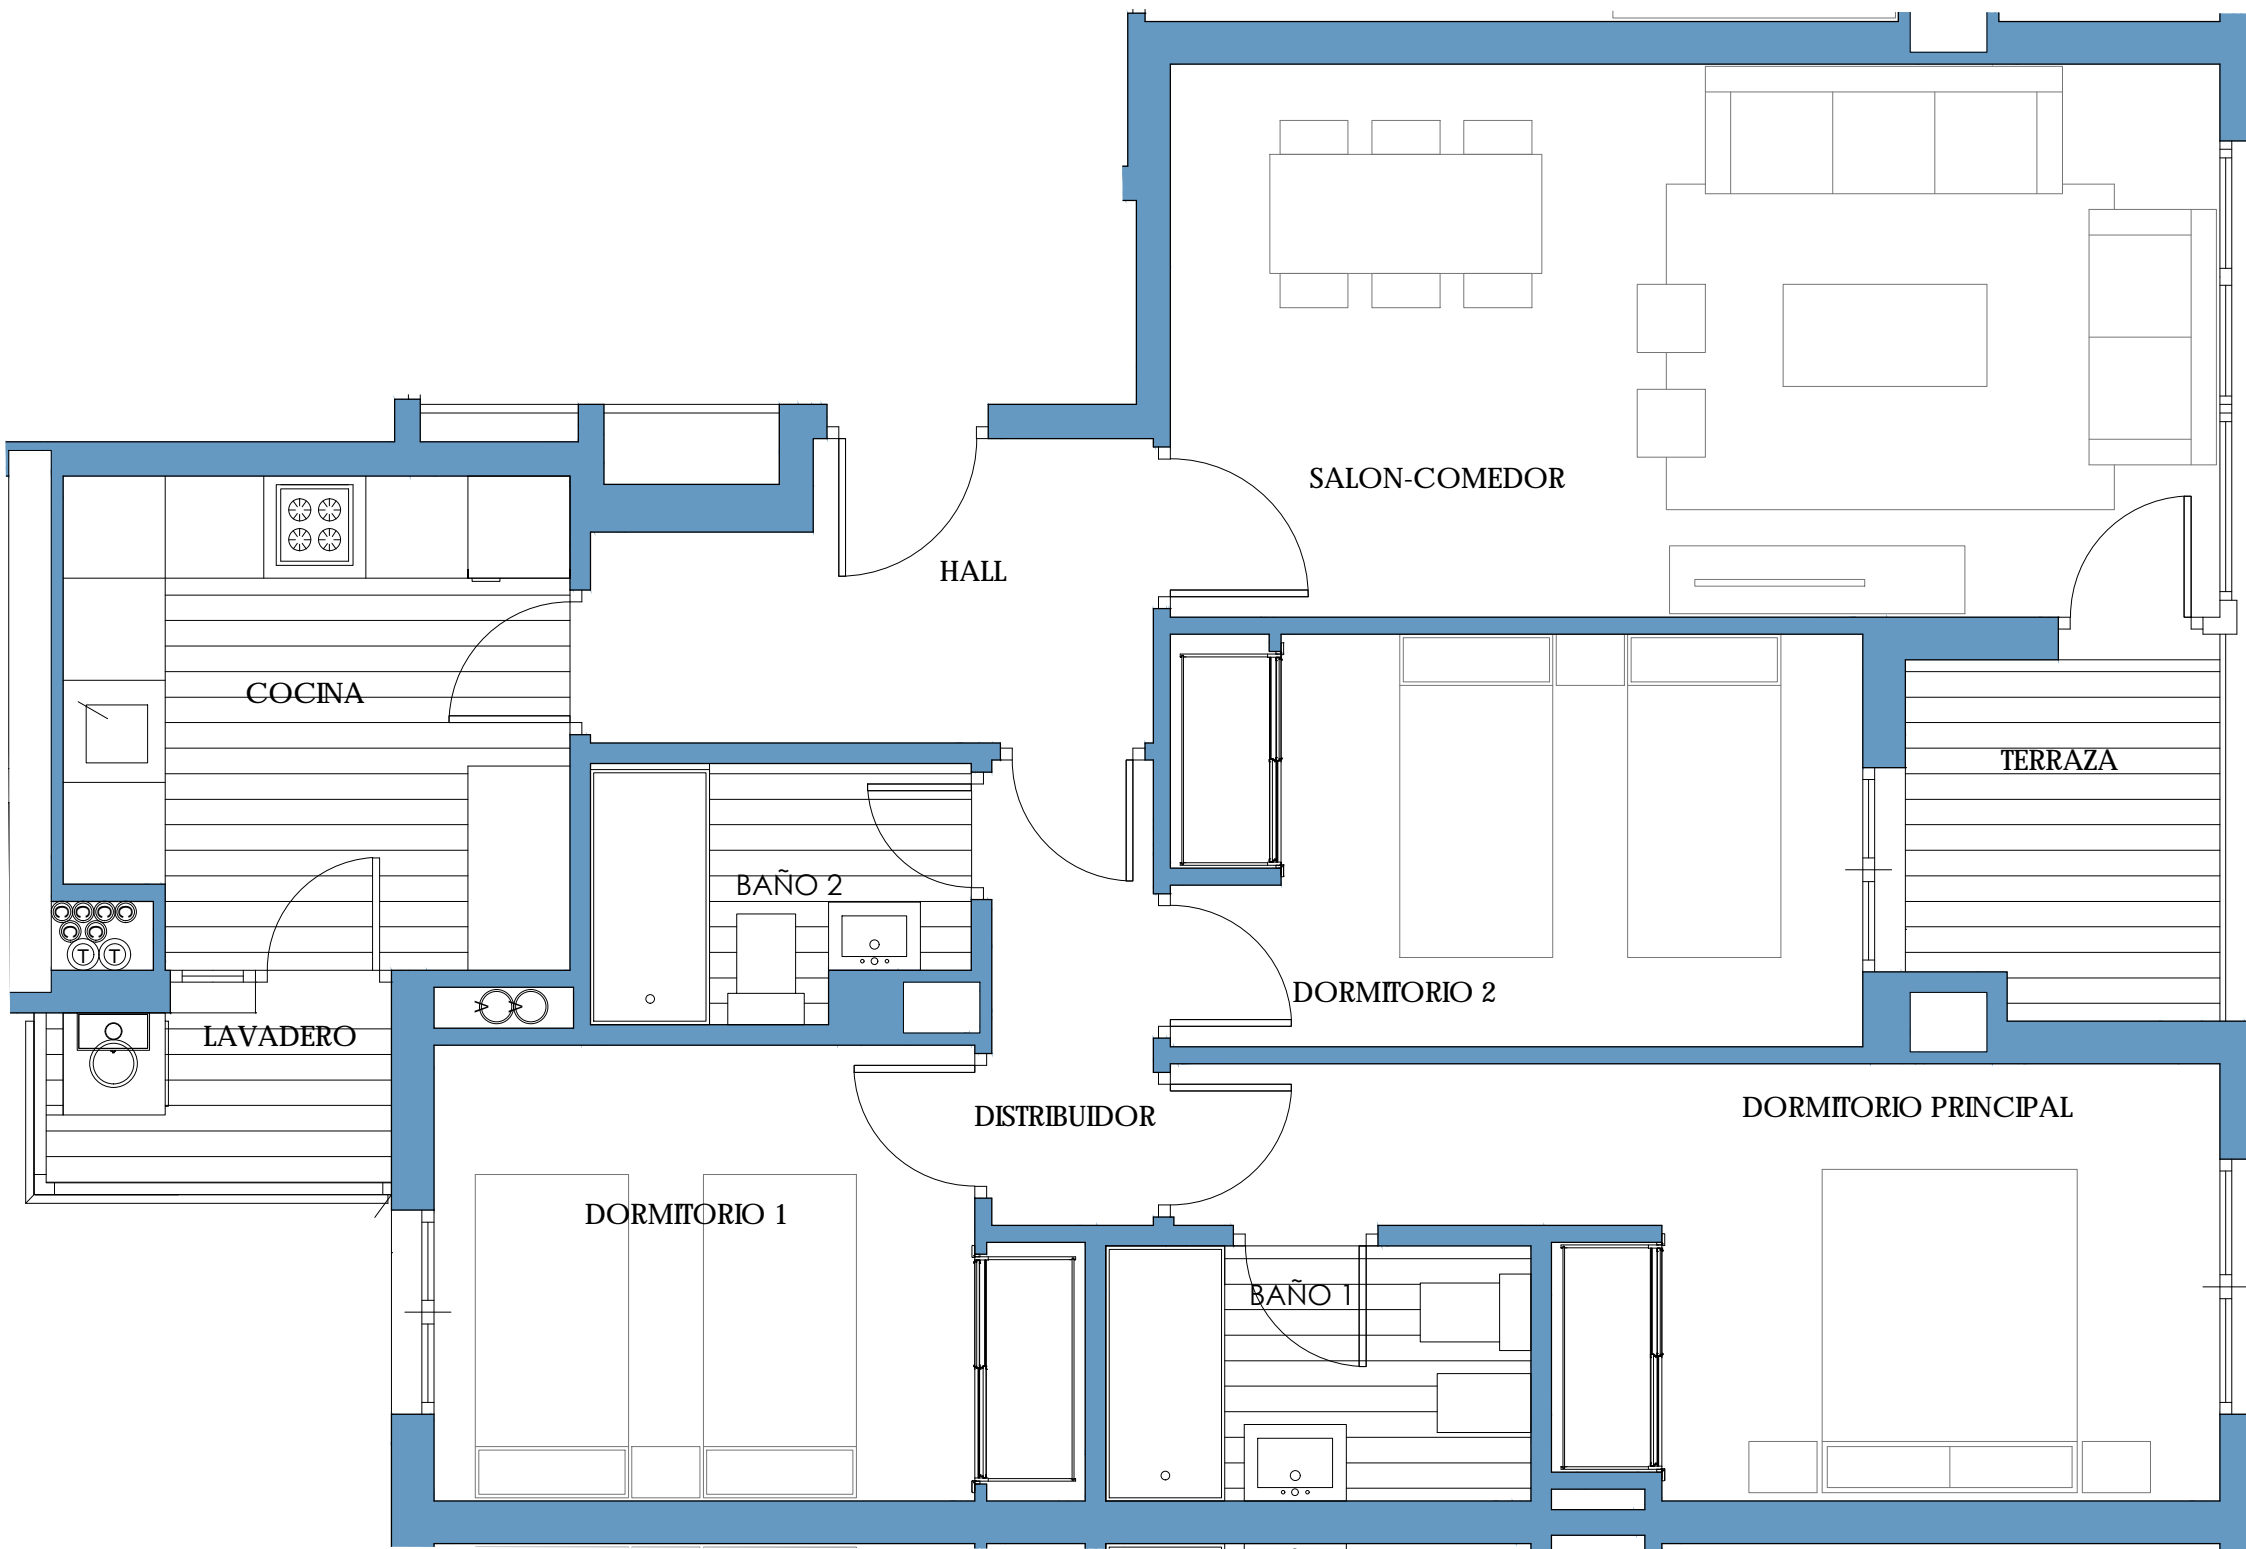 SALON-COMEDOR
HALL
COCINA
TERRAZA
BAÑO 2
C C C C
C C
T T
DORMITORIO 2
LAVADERO
DISTRIBUIDOR
DORMITORIO PRINCIPAL
DORMITORIO 1
BAÑO 1